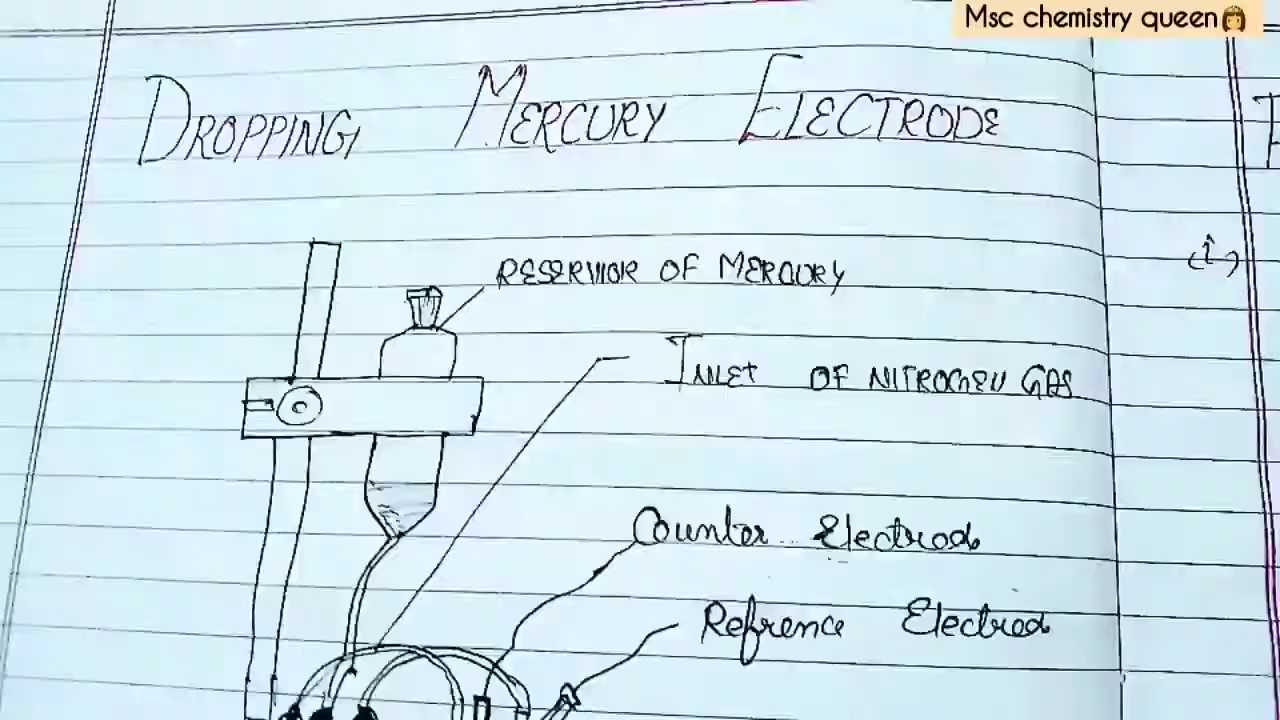 Msc chemistry queen👸
DROPPING MERCURY ELECTRODE
(i)
RESERVIOR OF MERCURY
INLET OF NITROGEN GAS
Counter Electrode
Refrence Electrod